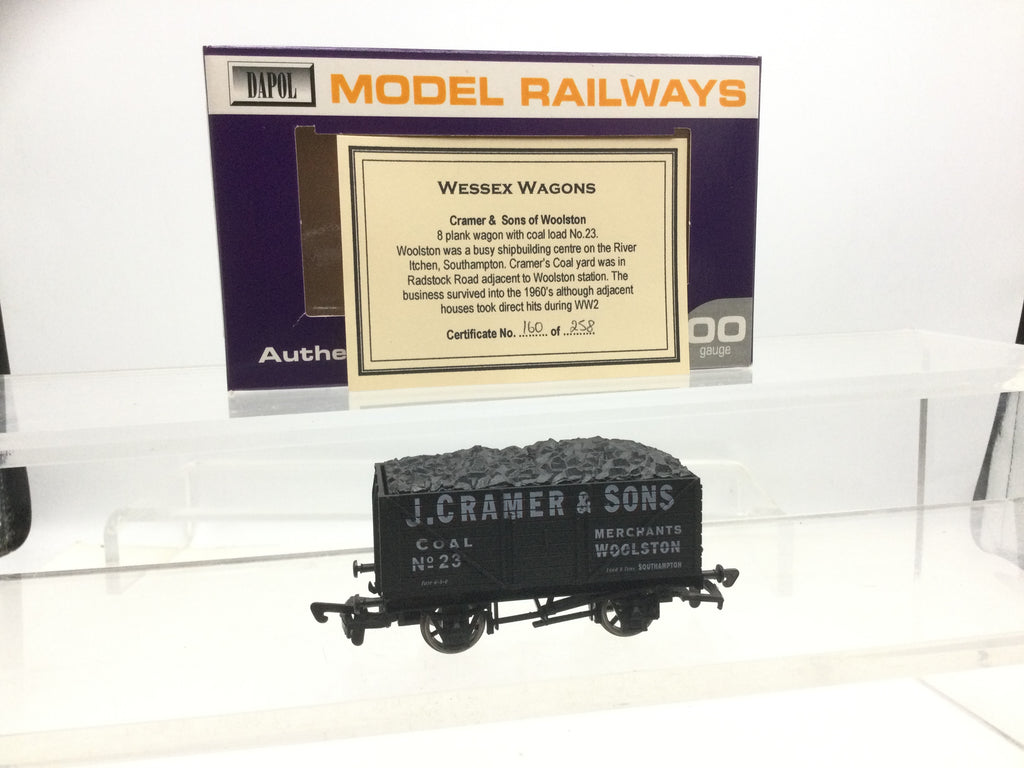 DAPOL MODEL RAILWAYS
WESSEX WAGONS
Cramer & Sons of Woolston
8 plank wagon with coal load No.23.
Woolston was a busy shipbuilding centre on the River
Itchen, Southampton. Cramer's Coal yard was in
Radstock Road adjacent to Woolston station. The
business survived into the 1960's although adjacent
houses took direct hits during WW2
Certificate No. 160 of 258
Authe
OO
gauge
J. CRAMER & SONS
COAL
Nº 23
MERCHANTS
WOOLSTON
SOUTHAMPTON